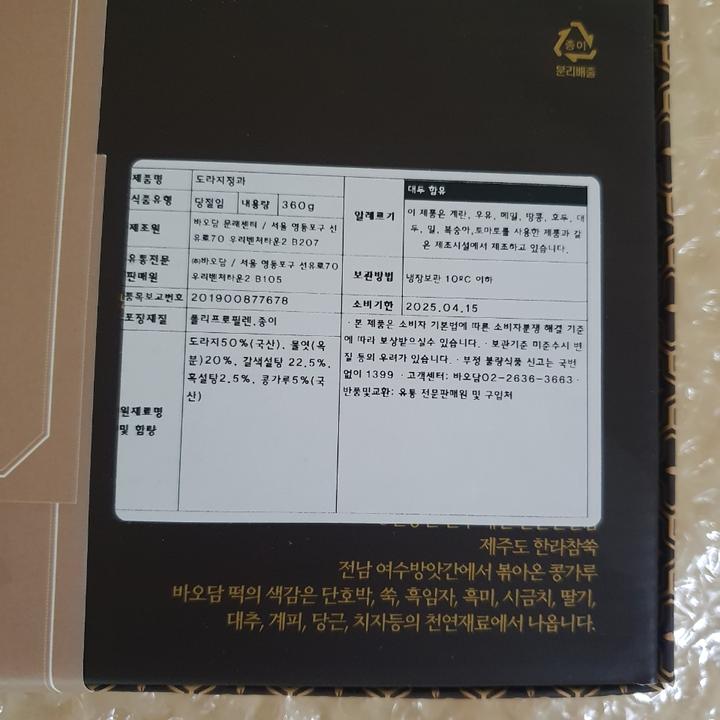 종이
분리배출
제품명
도라지정과
식품유형
당절임
내용량
360g
제조원
바오담 문래센터 / 서울 영등포구 선
유로70 우리벤처타운2 B207
유통전문
판매원
㈜바오담 / 서울 영등포구 선유로70
우리벤처타운2 B105
품목보고번호
201900877678
포장재질
폴리프로필렌,종이
원재료명
및 함량
도라지50%(국산), 물엿(옥
분)20%, 갈색설탕 22.5%,
흑설탕2.5%, 콩가루5%(국
산)
알레르기
대두 함유
이 제품은 계란, 우유, 메밀, 땅콩, 호두, 대
두, 밀, 복숭아,토마토를 사용한 제품과 같
은 제조시설에서 제조하고 있습니다.
보관방법
냉장보관 10ºC 이하
소비기한
2025.04.15
· 본 제품은 소비자 기본법에 따른 소비자분쟁 해결 기준
에 따라 보상받으실수 있습니다. · 보관기준 미준수시 변
질 등의 우려가 있습니다. · 부정 불량식품 신고는 국번
없이 1399 · 고객센터: 바오담02-2636-3663 ·
반품및교환: 유통 전문판매원 및 구입처
제주도 한라참쑥
전남 여수방앗간에서 볶아온 콩가루
바오담 떡의 색감은 단호박, 쑥, 흑임자, 흑미, 시금치, 딸기,
대추, 계피, 당근, 치자등의 천연재료에서 나옵니다.